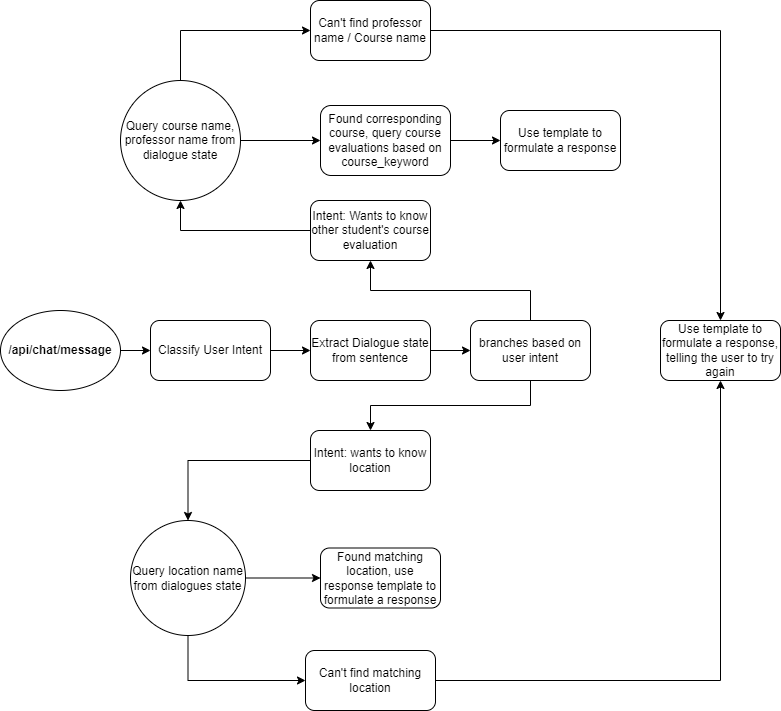 Can't find professor
name / Course name
Query course name,
professor name from
dialogue state
Found corresponding
course, query course
evaluations based on
course_keyword
Use template to
formulate a response
Intent: Wants to know
other student's course
evaluation
/api/chat/message
Classify User Intent
Extract Dialogue state
from sentence
branches based on
user intent
Use template to
formulate a response,
telling the user to try
again
Intent: wants to know
location
Query location name
from dialogues state
Found matching
location, use
response template to
formulate a response
Can't find matching
location